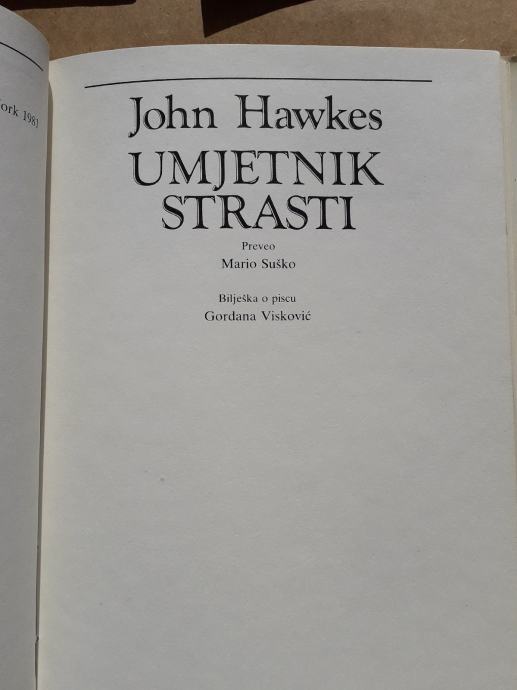 ork 1981
John Hawkes
UMJETNIK
STRASTI
Preveo
Mario Suško
Bilješka o piscu
Gordana Visković